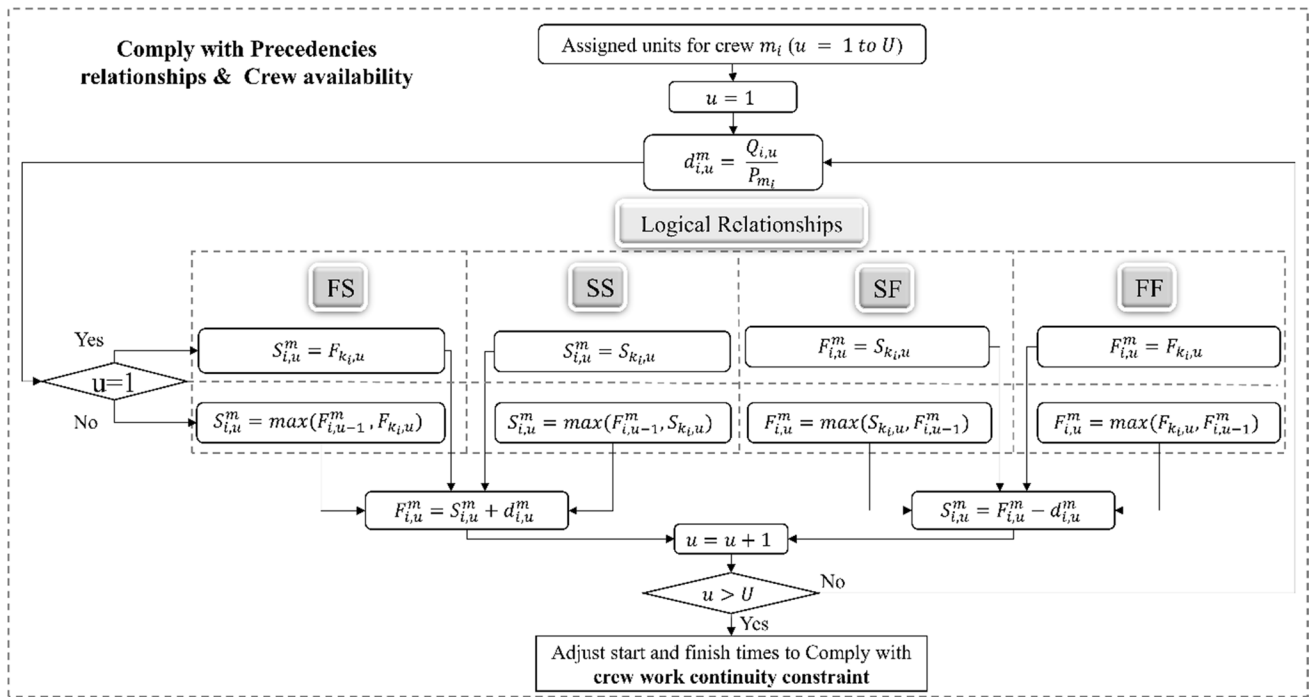 Comply with Precedencies
relationships & Crew availability
Assigned units for crew m_i (u = 1 to U)
u = 1
d^m_{i,u} = Q_{i,u} / P_{m_i}
Logical Relationships
FS
SS
SF
FF
Yes
S^m_{i,u} = F_{k_i,u}
S^m_{i,u} = S_{k_i,u}
F^m_{i,u} = S_{k_i,u}
F^m_{i,u} = F_{k_i,u}
u=1
No
S^m_{i,u} = max(F^m_{i,u-1}, F_{k_i,u})
S^m_{i,u} = max(F^m_{i,u-1}, S_{k_i,u})
F^m_{i,u} = max(S_{k_i,u}, F^m_{i,u-1})
F^m_{i,u} = max(F_{k_i,u}, F^m_{i,u-1})
F^m_{i,u} = S^m_{i,u} + d^m_{i,u}
S^m_{i,u} = F^m_{i,u} − d^m_{i,u}
u = u + 1
u > U
No
Yes
Adjust start and finish times to Comply with
crew work continuity constraint